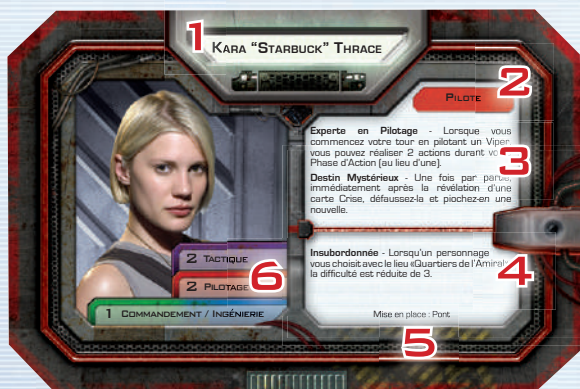 1
KARA "STARBUCK" THRACE
2
PILOTE
Experte en Pilotage - Lorsque vous
commencez votre tour en pilotant un Viper,
vous pouvez réaliser 2 actions durant
Phase d'Action (au lieu d'une).
3
Destin Mystérieux - Une fois par partie,
immédiatement après la révélation d'une
carte Crise, défaussez-la et piochez-en une
nouvelle.
Insubordonnée - Lorsqu'un personnage
vous choisit avec le lieu «Quartiers de l'Amiral»
la difficulté est réduite de 3.
4
2 TACTIQUE
2 PILOTAGE
6
1 COMMANDEMENT / INGÉNIERIE
Mise en place : Pont
5